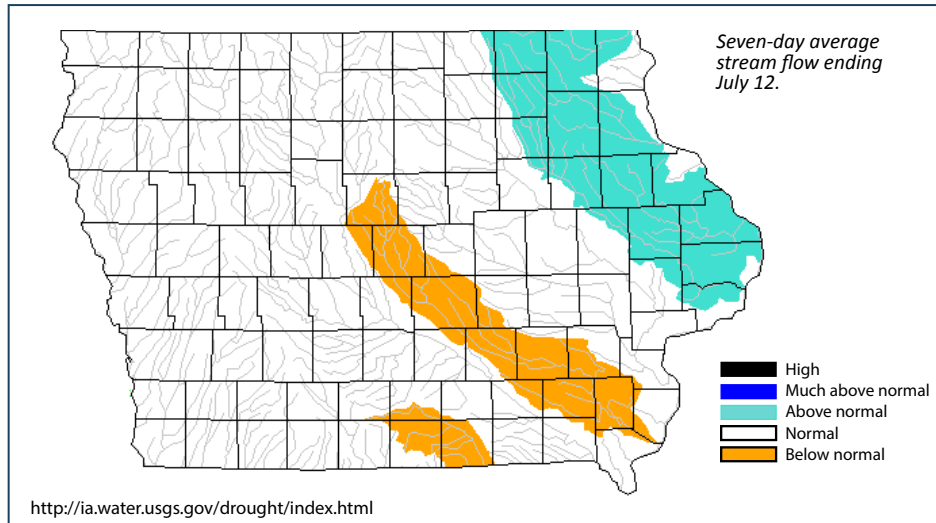 Seven-day average
stream flow ending
July 12.
High
Much above normal
Above normal
Normal
Below normal
http://ia.water.usgs.gov/drought/index.html